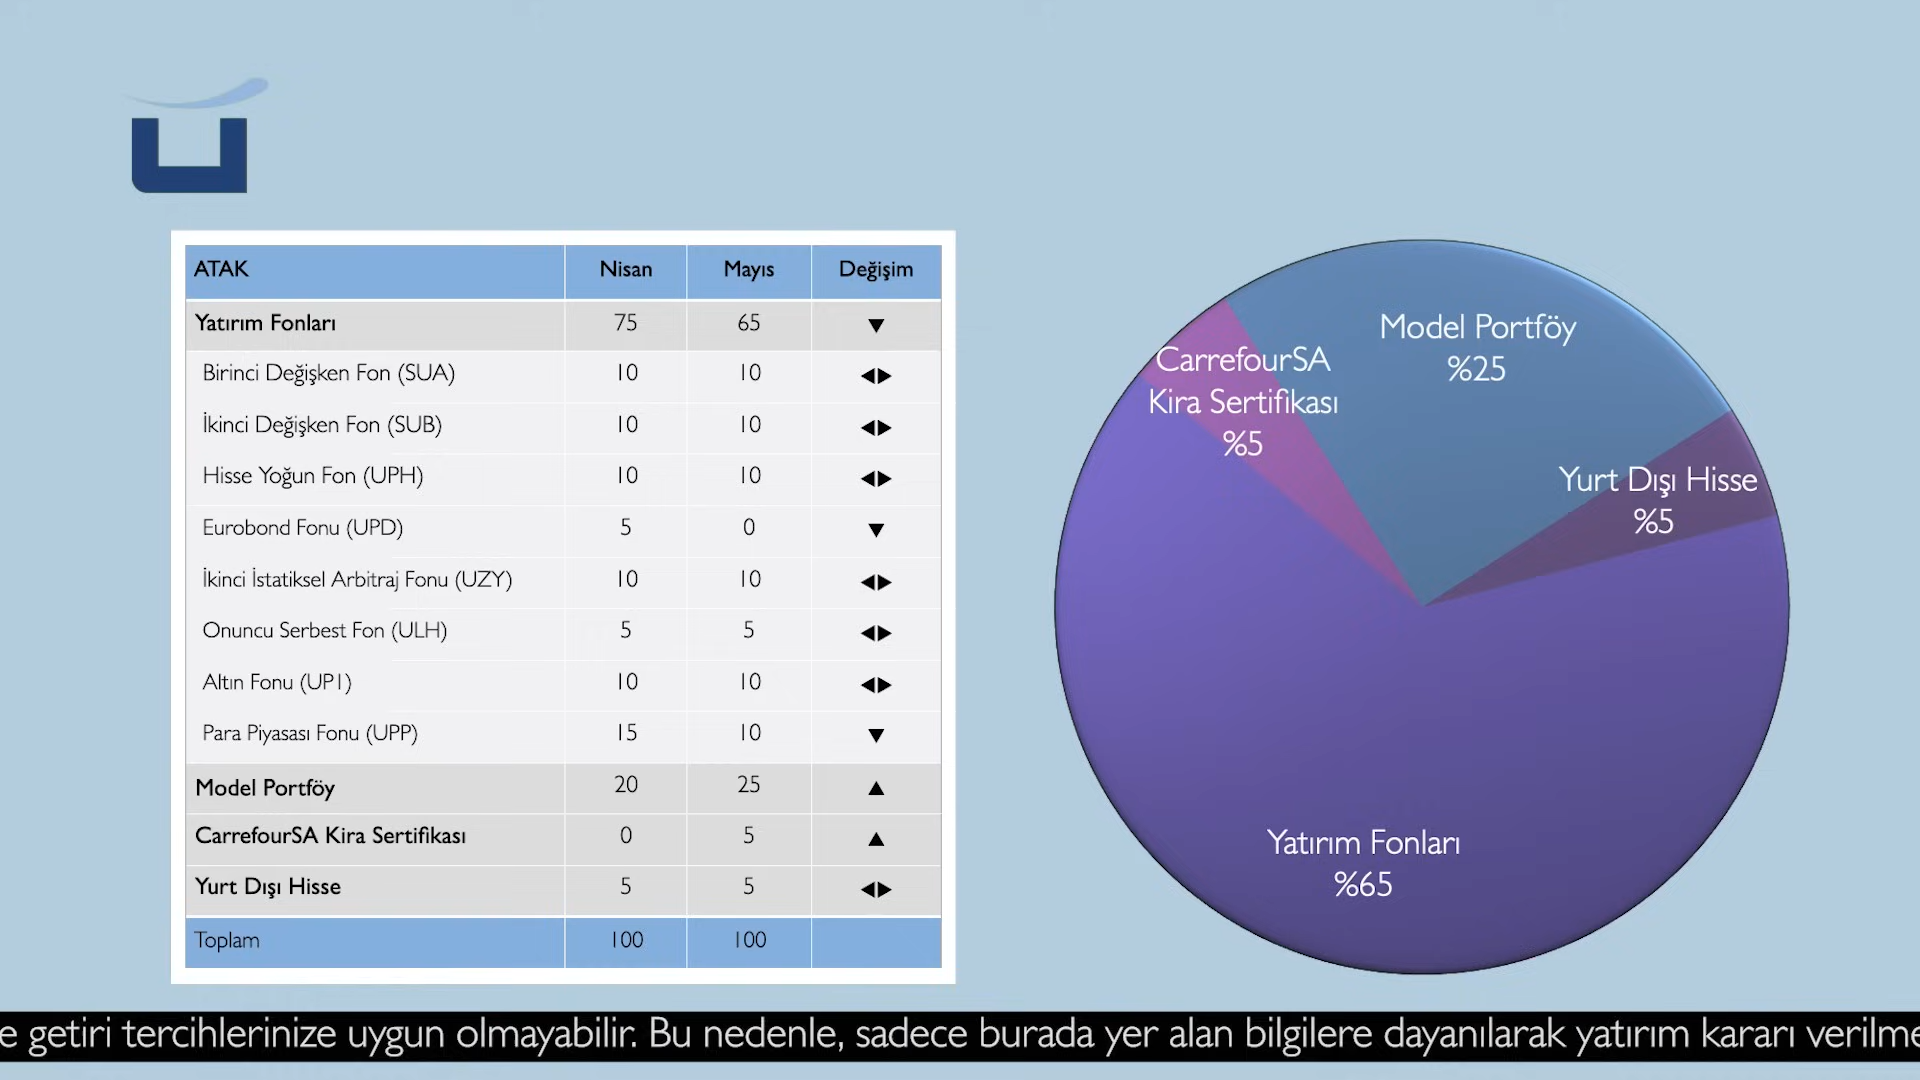 ATAK Nisan Mayıs Değişim
Yatırım Fonları 75 65 ▼
Birinci Değişken Fon (SUA) 10 10 ◀▶
İkinci Değişken Fon (SUB) 10 10 ◀▶
Hisse Yoğun Fon (UPH) 10 10 ◀▶
Eurobond Fonu (UPD) 5 0 ▼
İkinci İstatiksel Arbitraj Fonu (UZY) 10 10 ◀▶
Onuncu Serbest Fon (ULH) 5 5 ◀▶
Altın Fonu (UP1) 10 10 ◀▶
Para Piyasası Fonu (UPP) 15 10 ▼
Model Portföy 20 25 ▲
CarrefourSA Kira Sertifikası 0 5 ▲
Yurt Dışı Hisse 5 5 ◀▶
Toplam 100 100
Model Portföy
%25
CarrefourSA
Kira Sertifikası
%5
Yurt Dışı Hisse
%5
Yatırım Fonları
%65
e getiri tercihlerinize uygun olmayabilir. Bu nedenle, sadece burada yer alan bilgilere dayanılarak yatırım kararı verilme